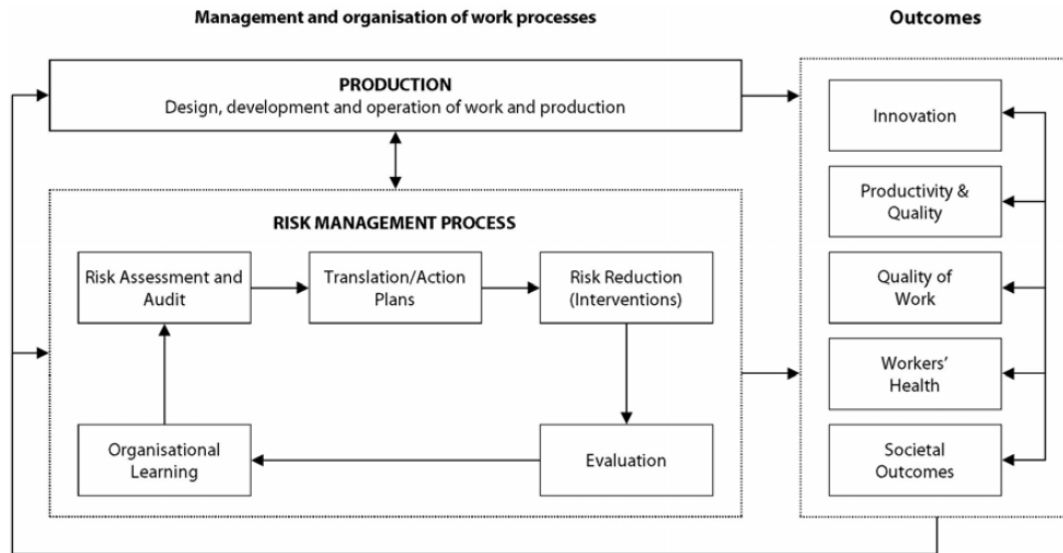 Management and organisation of work processes
Outcomes
PRODUCTION
Design, development and operation of work and production
RISK MANAGEMENT PROCESS
Risk Assessment and
Audit
Translation/Action
Plans
Risk Reduction
(Interventions)
Organisational
Learning
Evaluation
Innovation
Productivity &
Quality
Quality of
Work
Workers’
Health
Societal
Outcomes